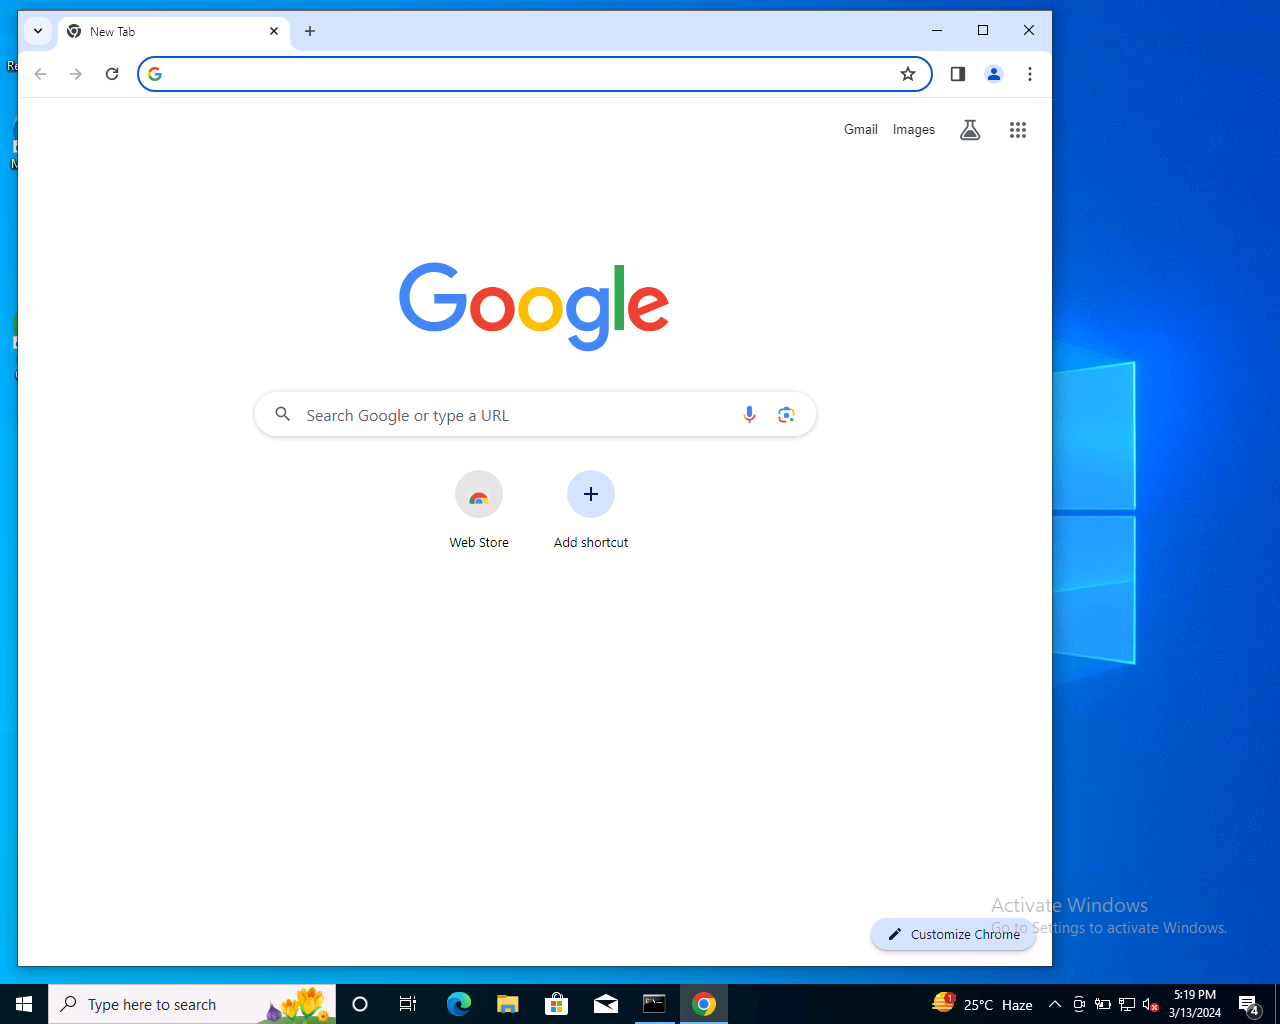 New Tab
Gmail
Images
Google
Search Google or type a URL
Web Store
Add shortcut
Customize Chrome
Activate Windows
Go to Settings to activate Windows.
Type here to search
1
25°C Haze
5:19 PM
3/13/2024
4